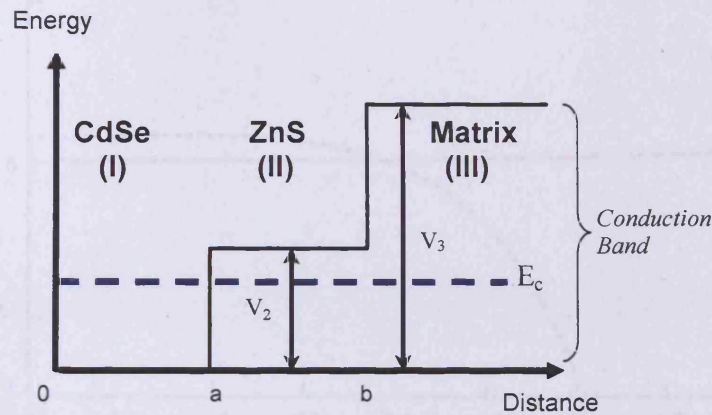 Energy
CdSe
(I)
ZnS
(II)
Matrix
(III)
Conduction
Band
V3
Ec
V2
0
a
b
Distance